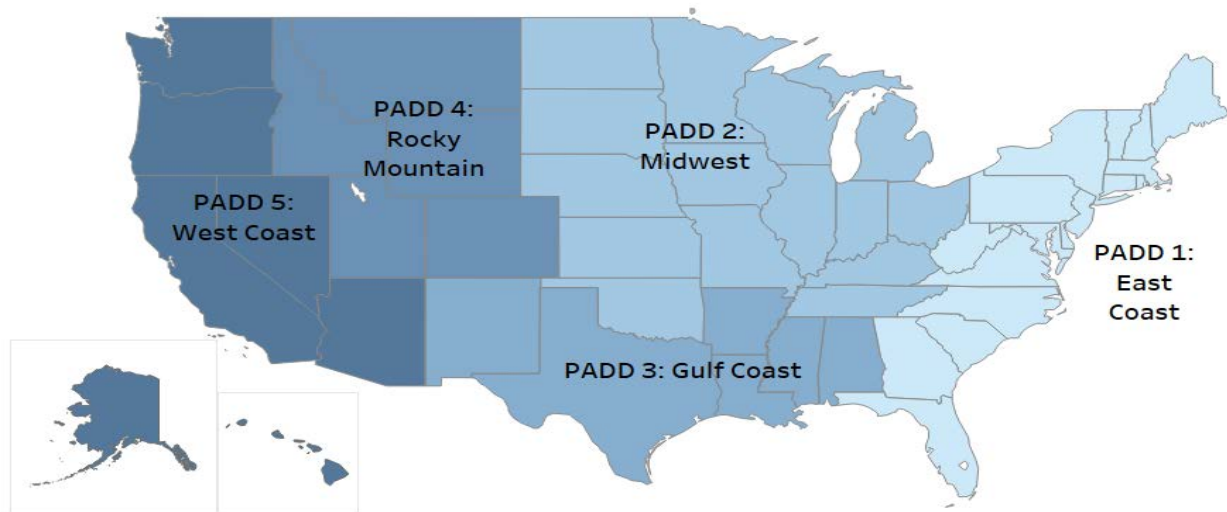 PADD 4:
Rocky
Mountain
PADD 2:
Midwest
PADD 5:
West Coast
PADD 1:
East
Coast
PADD 3: Gulf Coast